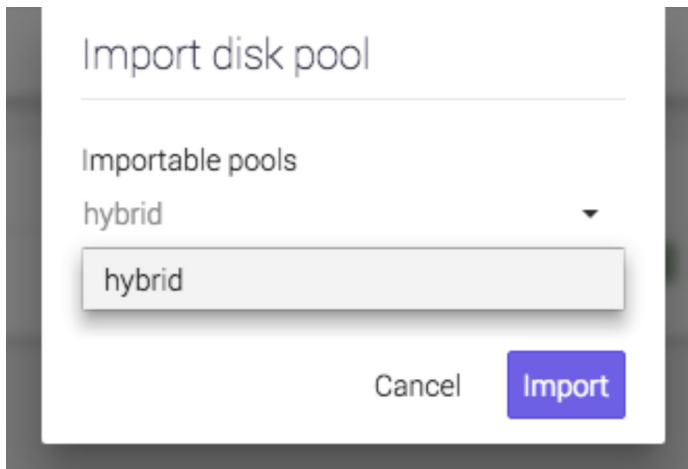 Import disk pool
Importable pools
hybrid
hybrid
Cancel Import